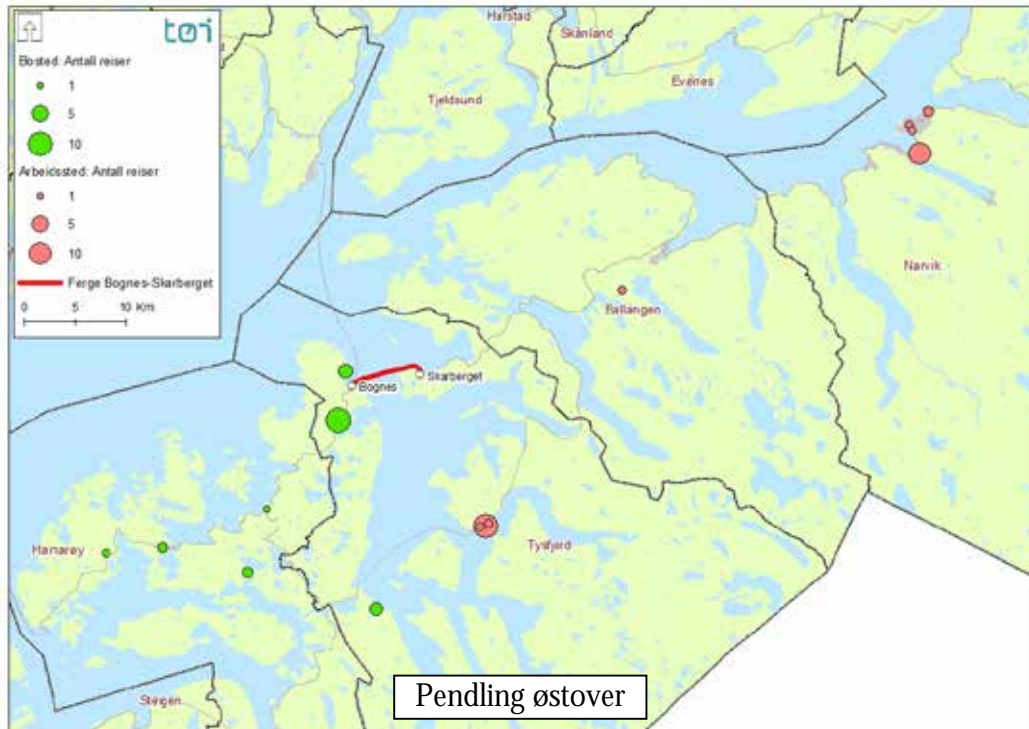 tøi
Bosted: Antall reiser
1
5
10
Arbeidssted: Antall reiser
1
5
10
Ferge Bognes-Skarberget
0 5 10 Km
Harstad
Skånland
Evenes
Tjeldsund
Narvik
Ballangen
Skarberget
Bognes
Hamarøy
Tysfjord
Steigen
Pendling østover